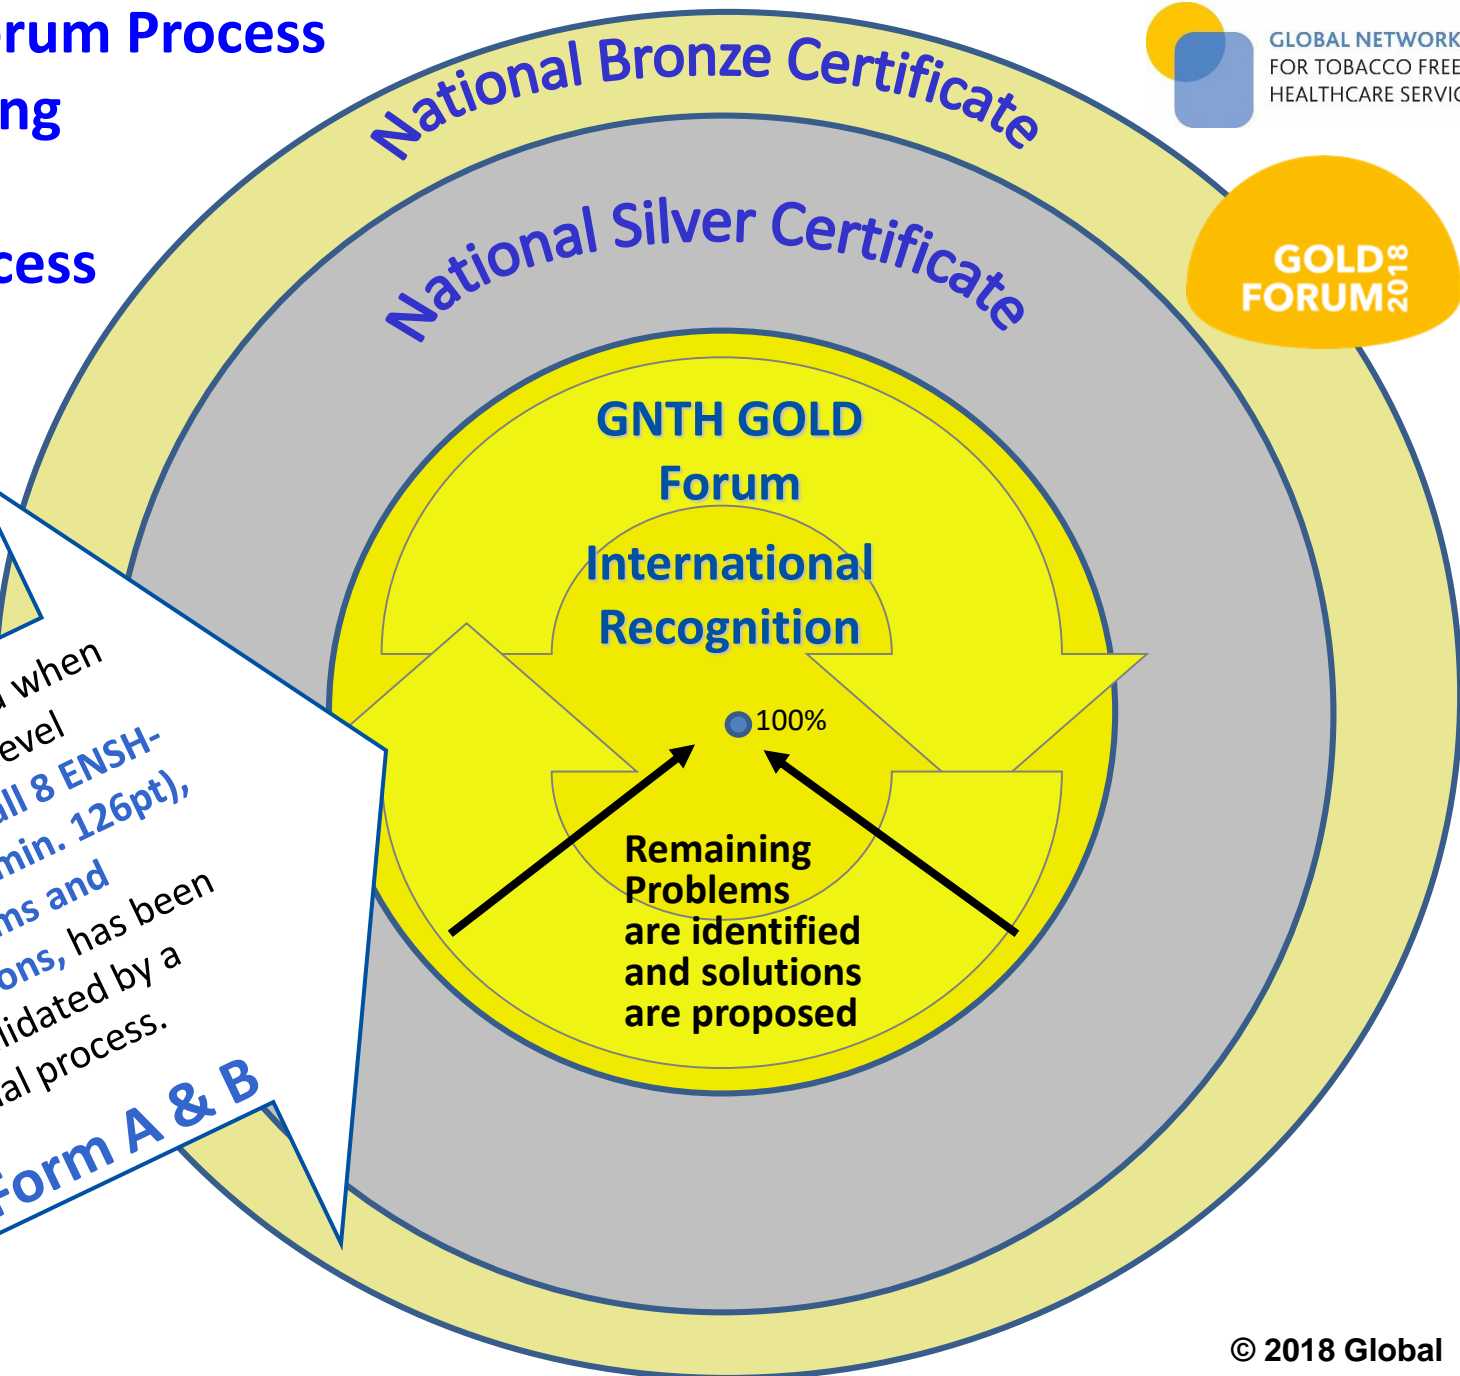 rum Process
ng
cess
National Bronze Certificate
GLOBAL NETWORK
FOR TOBACCO FREE
HEALTHCARE SERVIC
National Silver Certificate
GOLD
FORUM 2018
GNTH GOLD
Forum
International
Recognition
100%
Remaining
Problems
are identified
and solutions
are proposed
when
evel
all 8 ENSH-
min. 126pt),
ms and
ons, has been
lidated by a
al process.
Form A & B
© 2018 Global